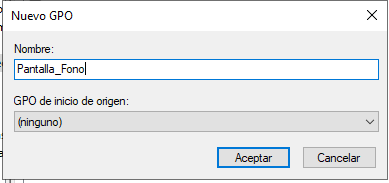 Nuevo GPO
Nombre:
Pantalla_Fono
GPO de inicio de origen:
(ninguno)
Aceptar
Cancelar